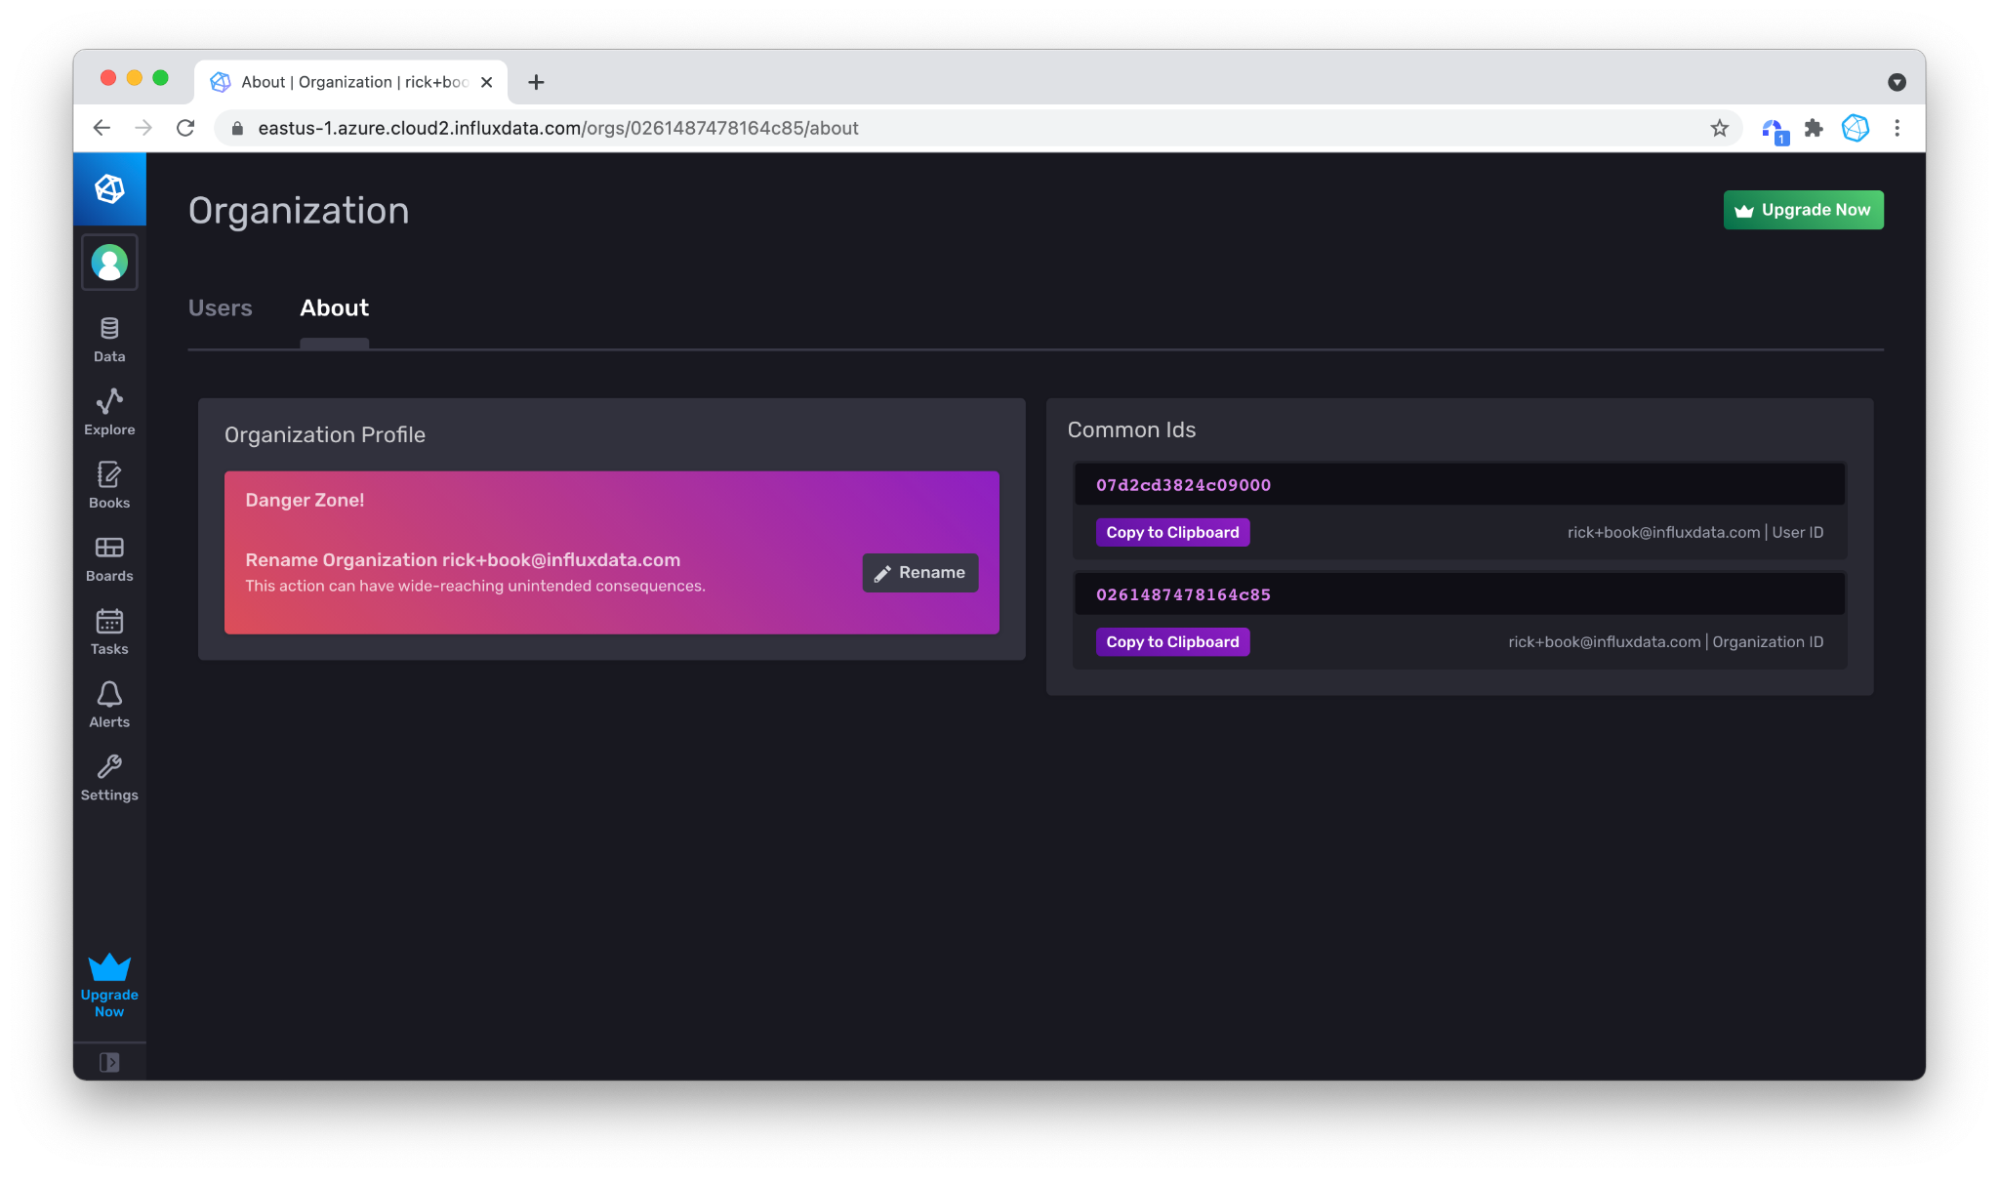 About | Organization | rick+boo
eastus-1.azure.cloud2.influxdata.com/orgs/0261487478164c85/about
1
Organization
Upgrade Now
Users
About
Data
Explore
Books
Boards
Tasks
Alerts
Settings
Upgrade
Now
Organization Profile
Danger Zone!
Rename Organization rick+book@influxdata.com
This action can have wide-reaching unintended consequences.
Rename
Common Ids
07d2cd3824c09000
Copy to Clipboard
rick+book@influxdata.com | User ID
0261487478164c85
Copy to Clipboard
rick+book@influxdata.com | Organization ID